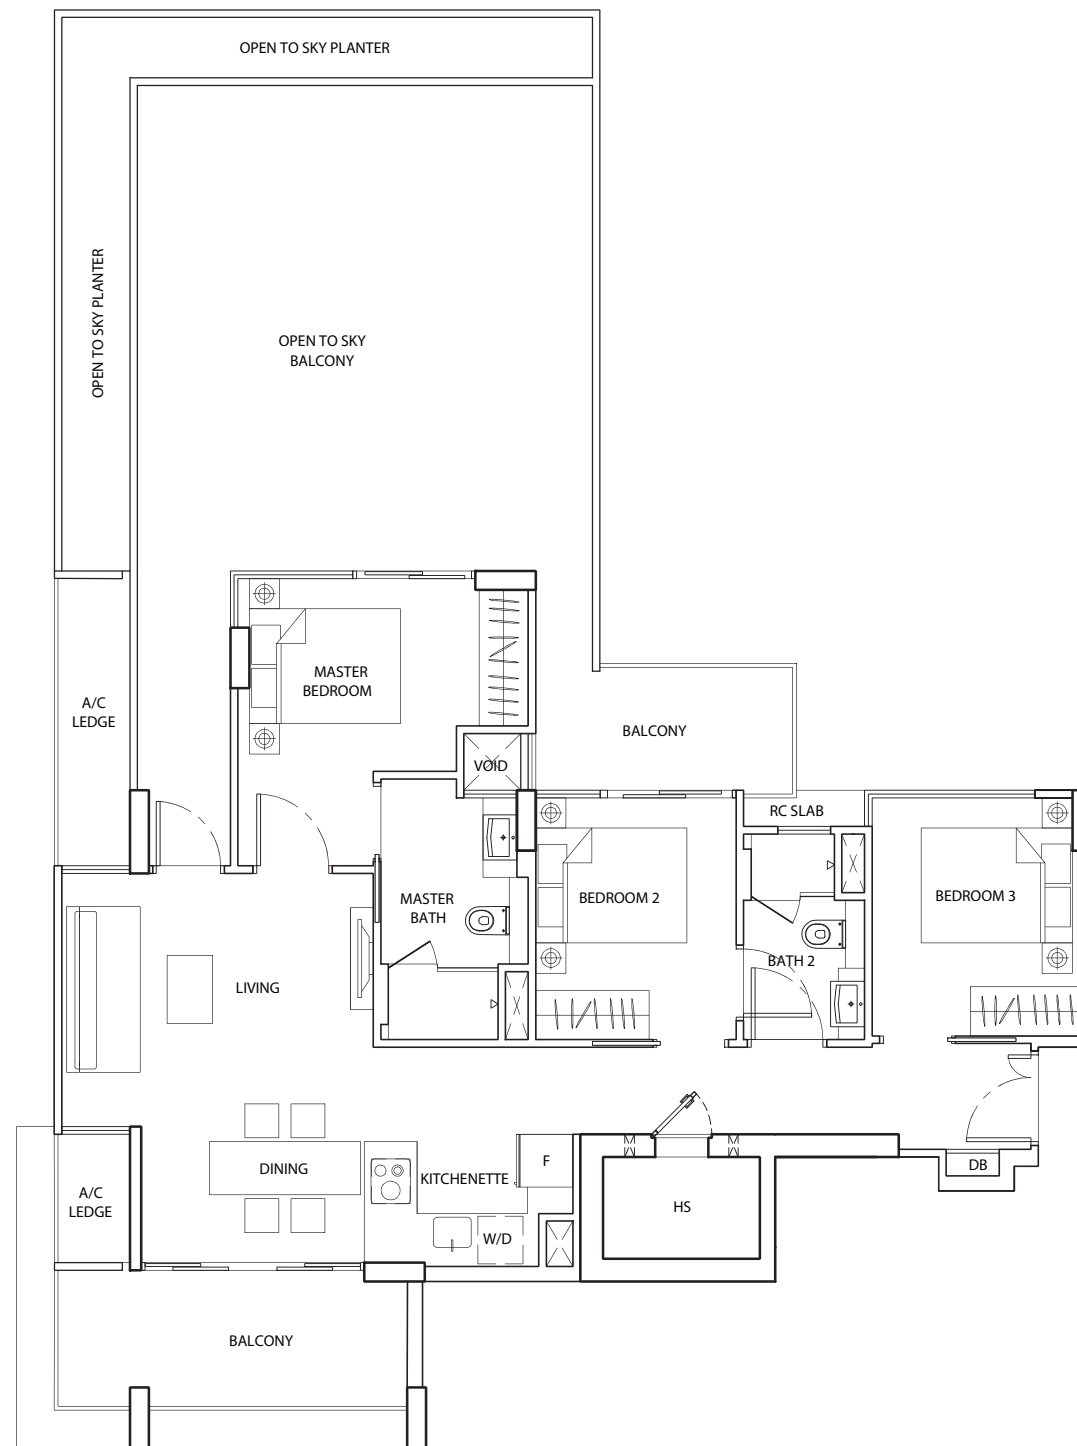 OPEN TO SKY PLANTER
OPEN TO SKY PLANTER
OPEN TO SKY
BALCONY
MASTER
BEDROOM
A/C
LEDGE
BALCONY
VOID
RC SLAB
MASTER
BATH
BEDROOM 2
BEDROOM 3
BATH 2
LIVING
DINING
KITCHENETTE
F
DB
A/C
LEDGE
HS
W/D
BALCONY